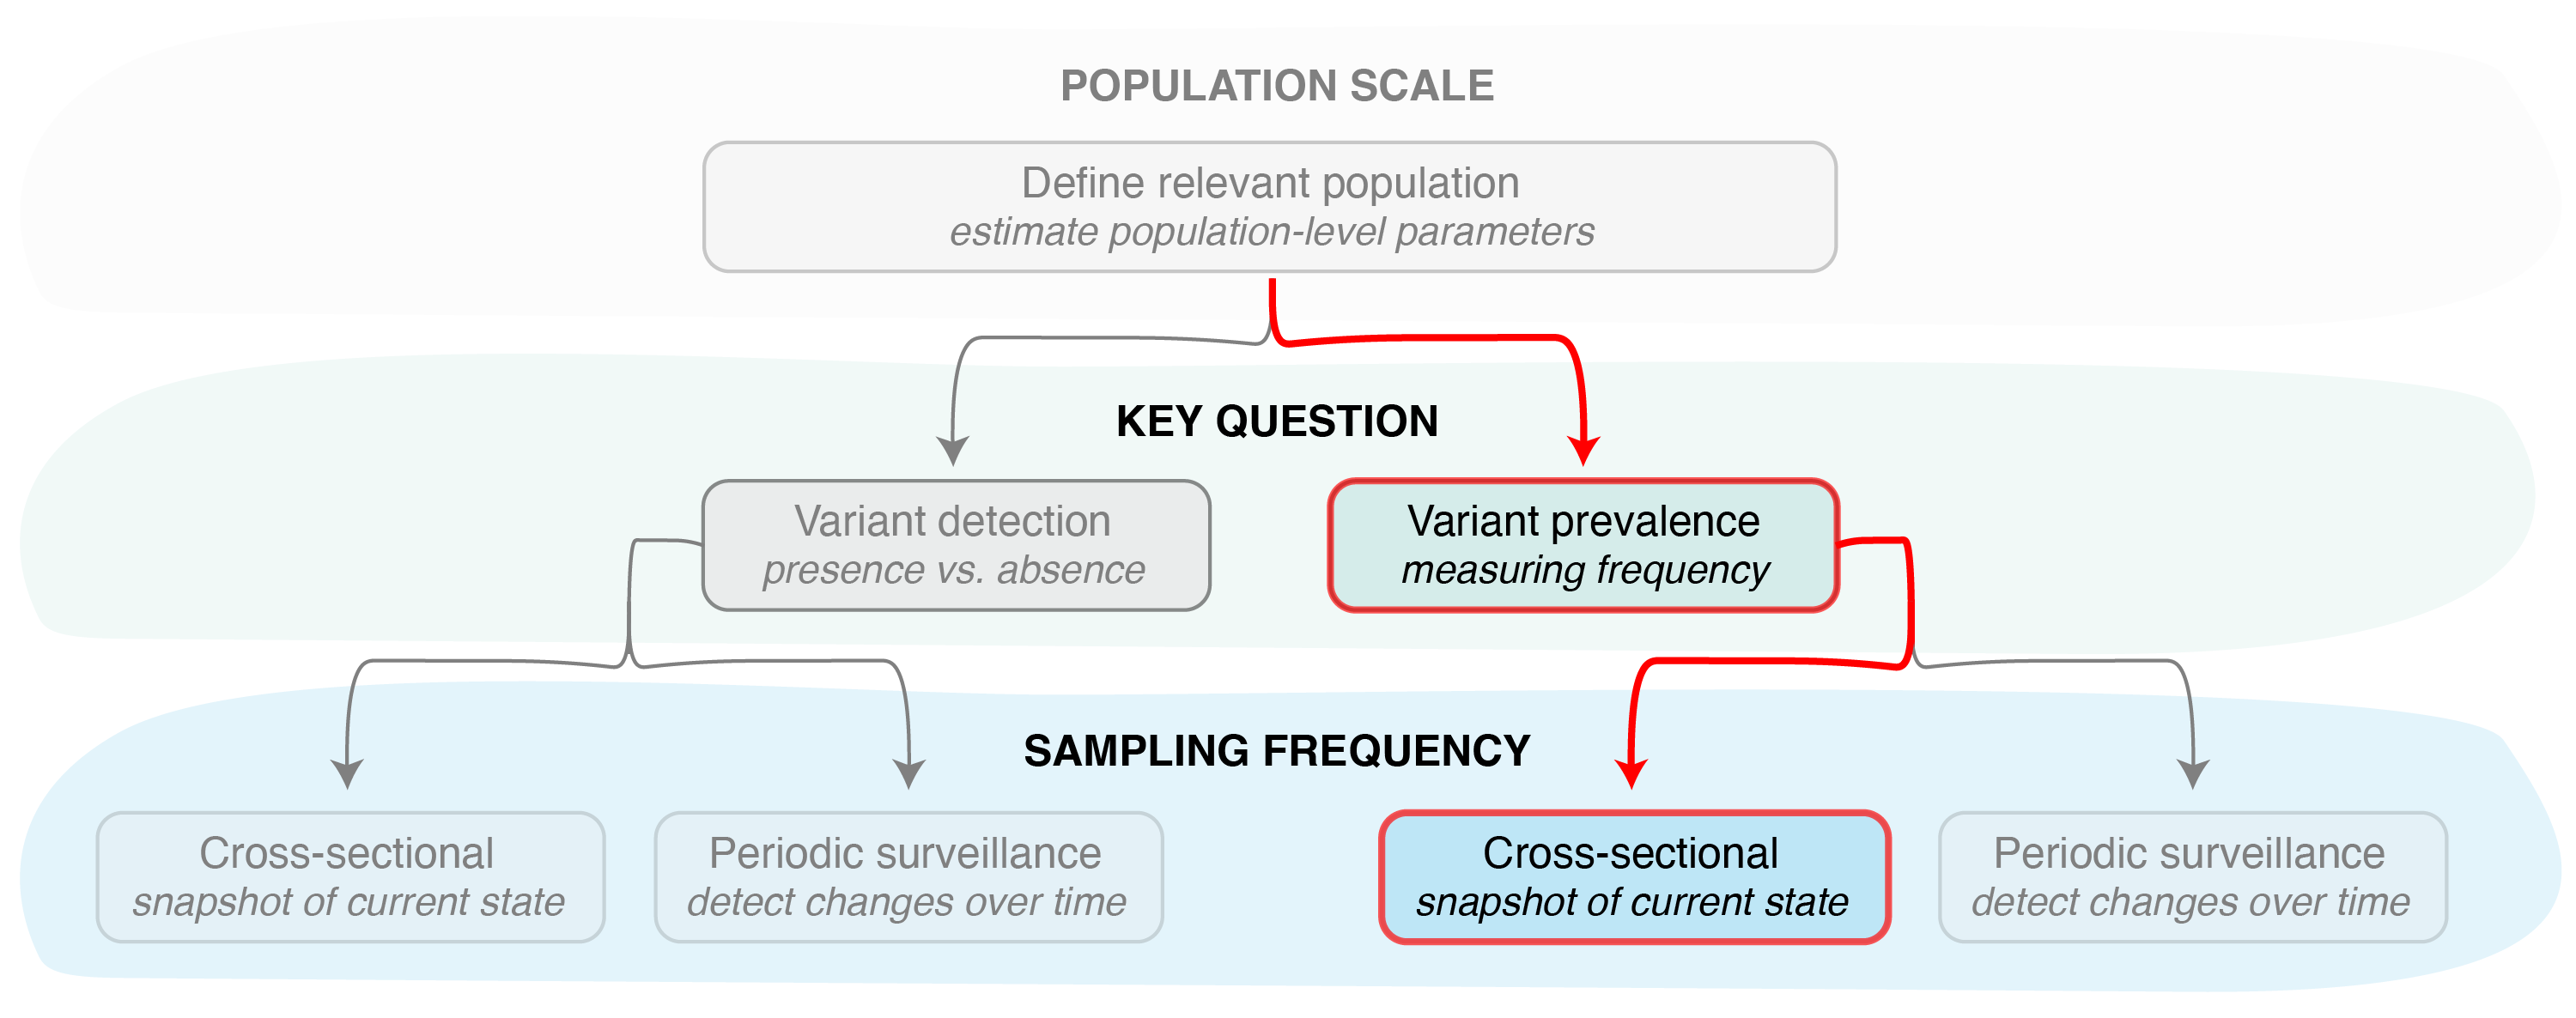 POPULATION SCALE
Define relevant population
estimate population-level parameters
KEY QUESTION
Variant detection
presence vs. absence
Variant prevalence
measuring frequency
SAMPLING FREQUENCY
Cross-sectional
snapshot of current state
Periodic surveillance
detect changes over time
Cross-sectional
snapshot of current state
Periodic surveillance
detect changes over time